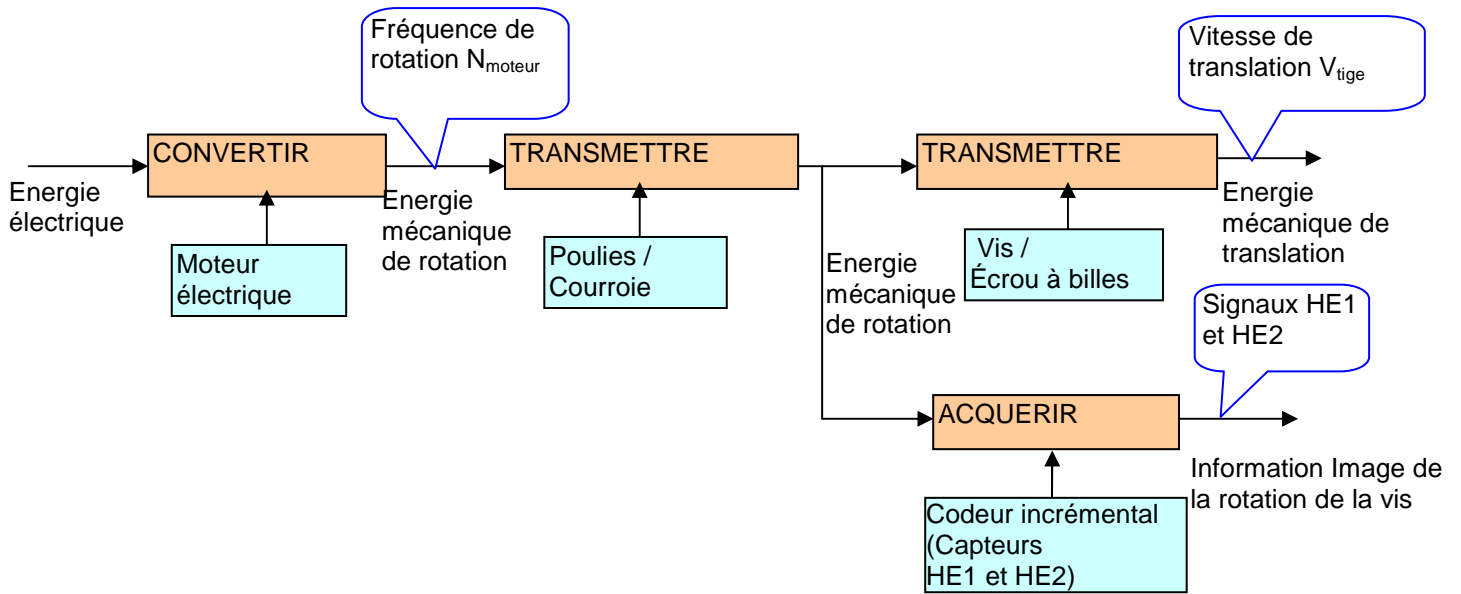 Fréquence de
rotation Nmoteur
Vitesse de
translation Vtige
CONVERTIR
TRANSMETTRE
TRANSMETTRE
Energie
électrique
Energie
mécanique
de rotation
Energie
mécanique de
translation
Moteur
électrique
Poulies /
Courroie
Vis /
Écrou à billes
Energie
mécanique
de rotation
Signaux HE1
et HE2
ACQUERIR
Information Image de
la rotation de la vis
Codeur incrémental
(Capteurs
HE1 et HE2)